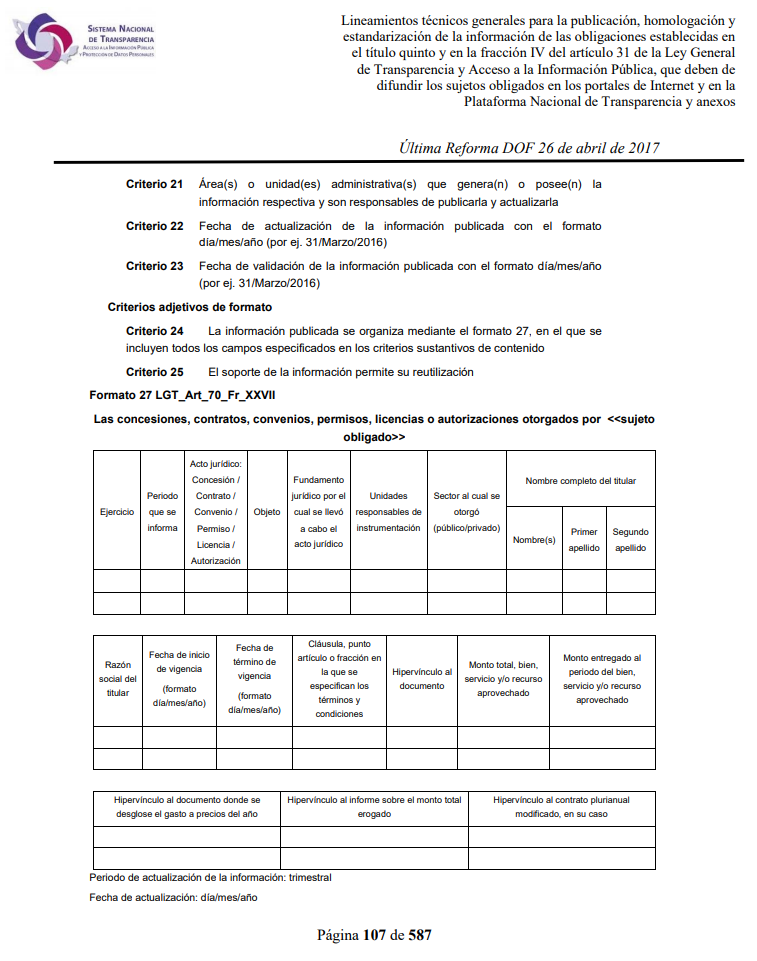 SISTEMA NACIONAL
DE TRANSPARENCIA
ACCESO A LA INFORMACIÓN PÚBLICA
Y PROTECCIÓN DE DATOS PERSONALES
Lineamientos técnicos generales para la publicación, homologación y
estandarización de la información de las obligaciones establecidas en
el título quinto y en la fracción IV del artículo 31 de la Ley General
de Transparencia y Acceso a la Información Pública, que deben de
difundir los sujetos obligados en los portales de Internet y en la
Plataforma Nacional de Transparencia y anexos
Última Reforma DOF 26 de abril de 2017
Criterio 21 Área(s) o unidad(es) administrativa(s) que genera(n) o posee(n) la
información respectiva y son responsables de publicarla y actualizarla
Criterio 22 Fecha de actualización de la información publicada con el formato
día/mes/año (por ej. 31/Marzo/2016)
Criterio 23 Fecha de validación de la información publicada con el formato día/mes/año
(por ej. 31/Marzo/2016)
Criterios adjetivos de formato
Criterio 24 La información publicada se organiza mediante el formato 27, en el que se
incluyen todos los campos especificados en los criterios sustantivos de contenido
Criterio 25 El soporte de la información permite su reutilización
Formato 27 LGT_Art_70_Fr_XXVII
Las concesiones, contratos, convenios, permisos, licencias o autorizaciones otorgados por <<sujeto
obligado>>
Ejercicio
Periodo
que se
informa
Acto jurídico:
Concesión /
Contrato /
Convenio /
Permiso /
Licencia /
Autorización
Objeto
Fundamento
jurídico por el
cual se llevó
a cabo el
acto jurídico
Unidades
responsables de
instrumentación
Sector al cual se
otorgó
(público/privado)
Nombre completo del titular
Nombre(s)
Primer
apellido
Segundo
apellido
Razón
social del
titular
Fecha de inicio
de vigencia
(formato
día/mes/año)
Fecha de
término de
vigencia
(formato
día/mes/año)
Cláusula, punto
artículo o fracción en
la que se
especifican los
términos y
condiciones
Hipervínculo al
documento
Monto total, bien,
servicio y/o recurso
aprovechado
Monto entregado al
periodo del bien,
servicio y/o recurso
aprovechado
Hipervínculo al documento donde se
desglose el gasto a precios del año
Hipervínculo al informe sobre el monto total
erogado
Hipervínculo al contrato plurianual
modificado, en su caso
Periodo de actualización de la información: trimestral
Fecha de actualización: día/mes/año
Página 107 de 587